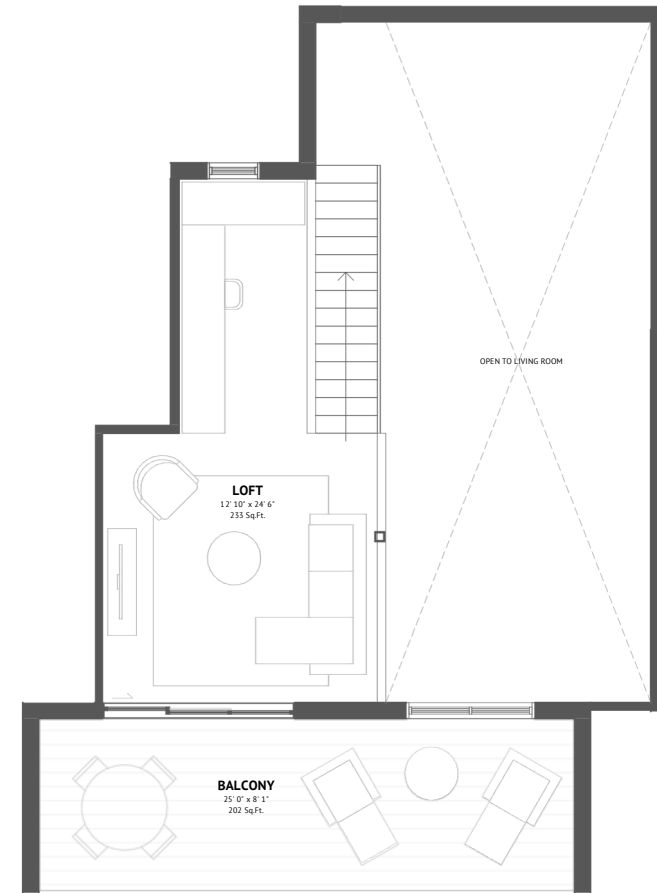 OPEN TO LIVING ROOM
LOFT
12' 10" x 24' 6"
233 Sq.Ft.
BALCONY
25' 0" x 8' 1"
202 Sq.Ft.